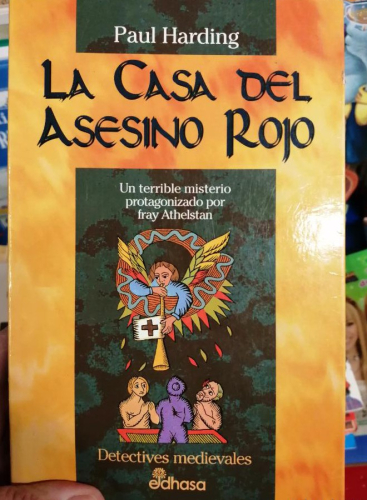 Paul Harding
LA CASA DEL
ASESINO ROJO
Un terrible misterio
protagonizado por
fray Athelstan
Detectives medievales
edhasa